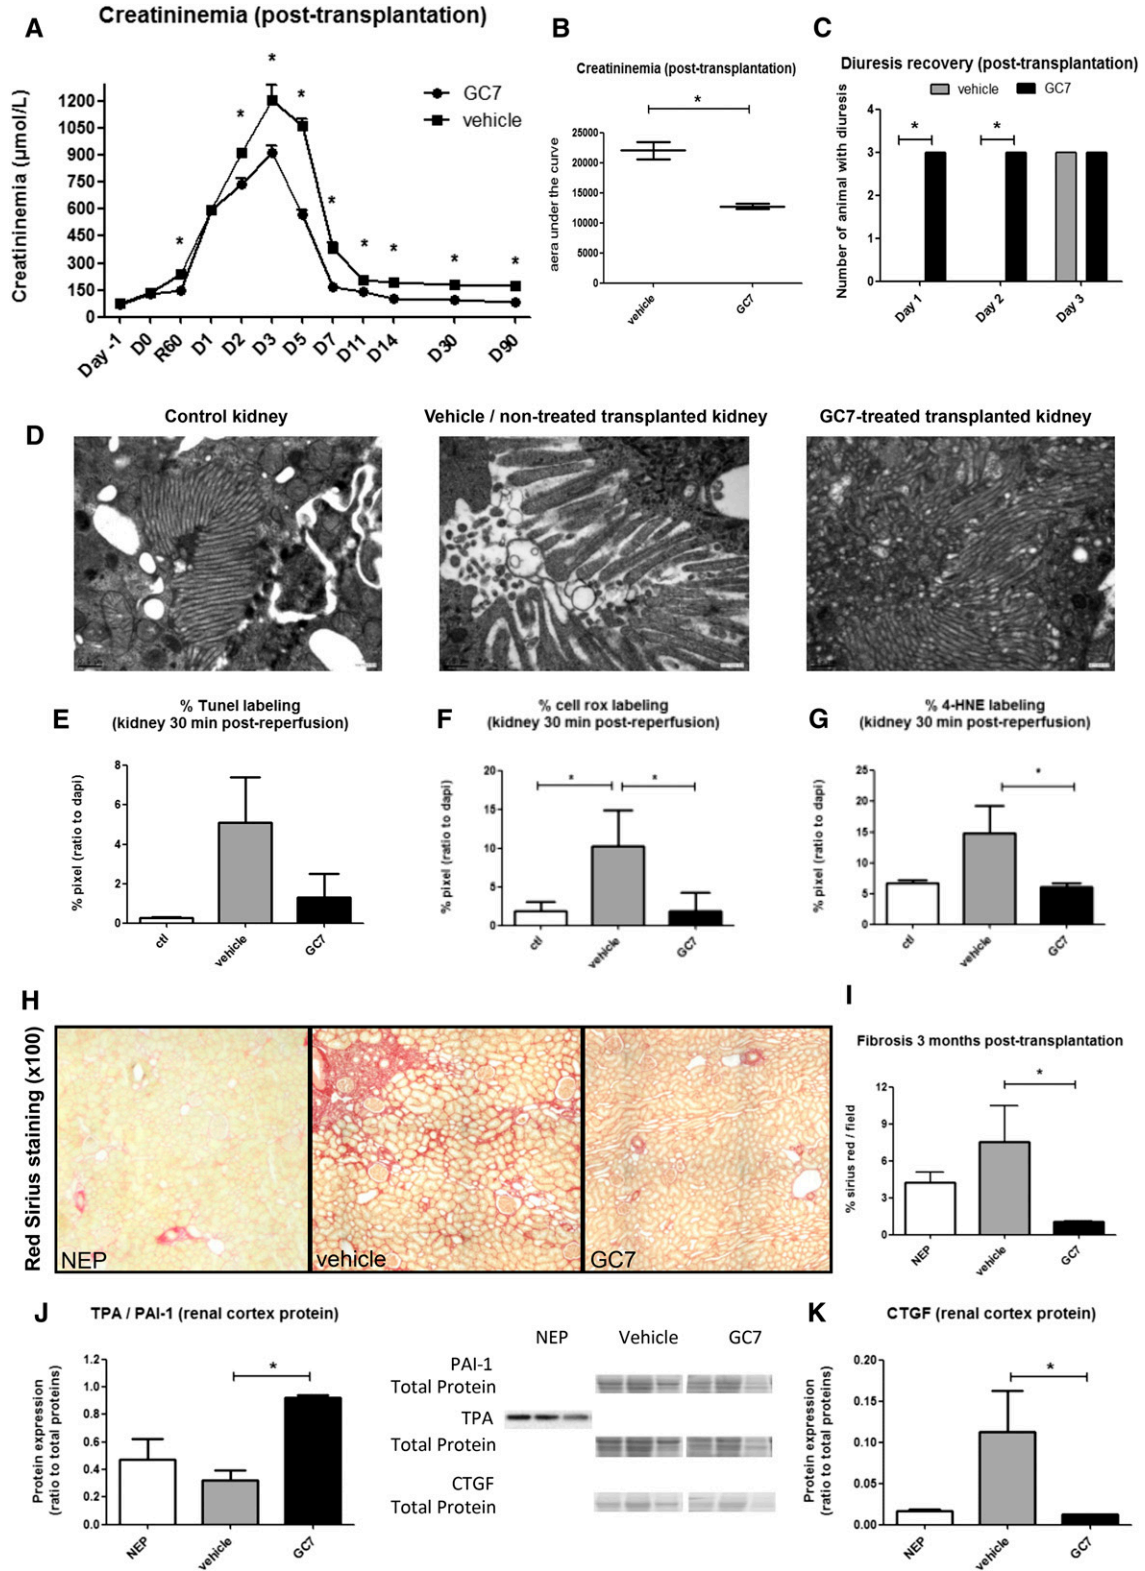 A
Creatininemia (post-transplantation)
Creatininemia (µmol/L)
1200
1050
900
750
600
450
300
150
0
* * * * * * * * * *
GC7
vehicle
Day -1 D0 R60 D1 D2 D3 D5 D7 D11 D14 D30 D90
B
Creatininemia (post-transplantation)
aera under the curve
25000
20000
15000
10000
5000
0
*
vehicle GC7
C
Diuresis recovery (post-transplantation)
vehicle GC7
Number of animal with diuresis
4
3
2
1
0
* *
Day 1 Day 2 Day 3
D
Control kidney
Vehicle / non-treated transplanted kidney
GC7-treated transplanted kidney
E
% Tunel labeling
(kidney 30 min post-reperfusion)
% pixel (ratio to dapi)
8
6
4
2
0
ctl vehicle GC7
F
% cell rox labeling
(kidney 30 min post-reperfusion)
% pixel (ratio to dapi)
20
15
10
5
0
* *
ctl vehicle GC7
G
% 4-HNE labeling
(kidney 30 min post-reperfusion)
% pixel (ratio to dapi)
25
20
15
10
5
0
*
ctl vehicle GC7
H
Red Sirius staining (x100)
NEP
vehicle
GC7
I
Fibrosis 3 months post-transplantation
% sirius red / field
12
9
6
3
0
*
NEP vehicle GC7
J
TPA / PAI-1 (renal cortex protein)
Protein expression
(ratio to total proteins)
1.2
1.0
0.8
0.6
0.4
0.2
0.0
*
NEP vehicle GC7
NEP Vehicle GC7
PAI-1
Total Protein
TPA
Total Protein
CTGF
Total Protein
K
CTGF (renal cortex protein)
Protein expression
(ratio to total proteins)
0.20
0.15
0.10
0.05
0.00
*
NEP vehicle GC7